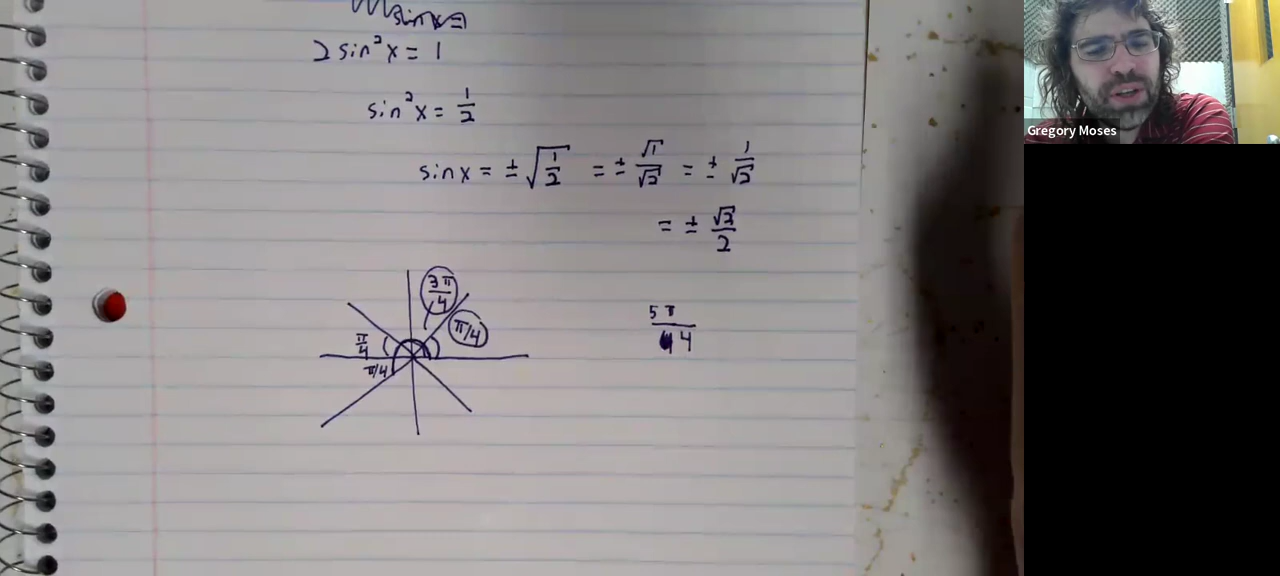 sin x =
2 sin²x = 1
sin²x = 1/2
sin x = ± √(1/2) = ± √1/√2 = ± 1/√2
= ± √2/2
3π/4
π/4
π/4
π/4
5π/4
Gregory Moses